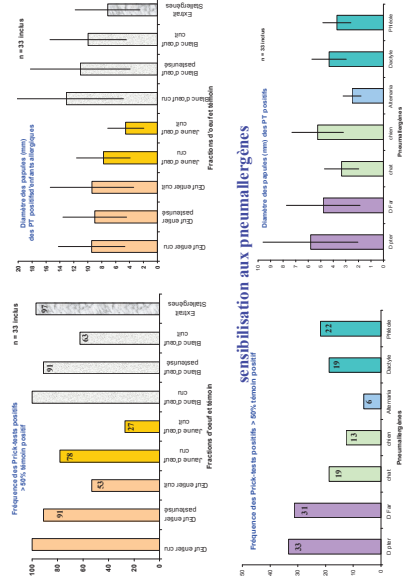 Fréquence des Prick-tests positifs
> 50% témoin positif
n = 33 inclus
100
80
60
40
20
0
91
53
78
27
91
63
97
Œuf entier cru
Œuf entier pasteurisé
Œuf entier cuit
Jaune d'œuf cru
Jaune d'œuf cuit
Blanc d'œuf cru
Blanc d'œuf pasteurisé
Blanc d'œuf cuit
Extrait Stallergènes
Fractions d'oeuf et témoin
Diamètre des papules (mm)
des PT positifs d'enfants allergiques
n = 33 inclus
20
18
16
14
12
10
8
6
4
2
0
Œuf entier cru
Œuf entier pasteurisé
Œuf entier cuit
Jaune d'œuf cru
Jaune d'œuf cuit
Blanc d'œuf cru
Blanc d'œuf pasteurisé
Blanc d'œuf cuit
Extrait Stallergènes
Fractions d'œuf et témoin
sensibilisation aux pneumallergènes
Fréquence des Prick-tests positifs > 50% témoin positif
50
40
30
20
10
0
33
31
19
13
6
19
22
D Pter
D Far
chat
chien
Alternaria
Dactyle
Phléole
Pneumallergènes
Diamètre des papules (mm) des PT positifs
n = 33 inclus
10
9
8
7
6
5
4
3
2
1
0
D Pter
D Far
chat
chien
Alternaria
Dactyle
Phléole
Pneumallergènes